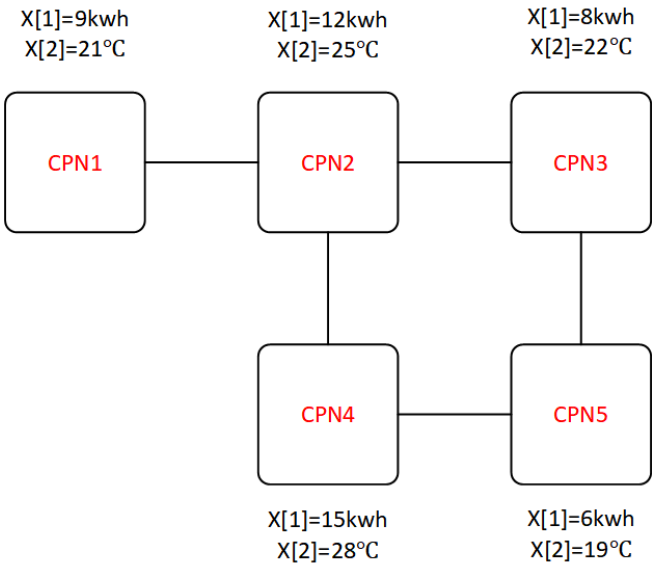 X[1]=9kwh
X[2]=21℃
X[1]=12kwh
X[2]=25℃
X[1]=8kwh
X[2]=22℃
CPN1
CPN2
CPN3
CPN4
CPN5
X[1]=15kwh
X[2]=28℃
X[1]=6kwh
X[2]=19℃